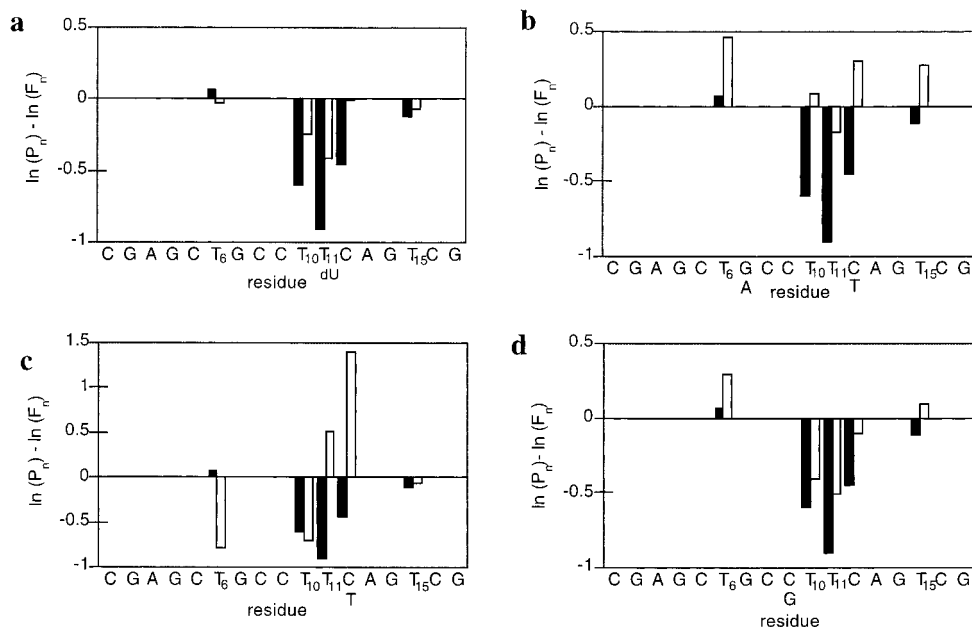 a
ln (Pn) - ln (Fn)
0.5
0
-0.5
-1
C G A G C T6 G C C T10 T11 C A G T15 C G
dU
residue
b
ln (Pn) - ln (Fn)
0.5
0
-0.5
-1
C G A G C T6 G C C T10 T11 C A G T15 C G
A T
residue
c
ln (Pn) - ln (Fn)
1.5
1
0.5
0
-0.5
-1
C G A G C T6 G C C T10 T11 C A G T15 C G
T
residue
d
ln (Pn) - ln (Fn)
0.5
0
-0.5
-1
C G A G C T6 G C C T10 T11 C A G T15 C G
G
residue